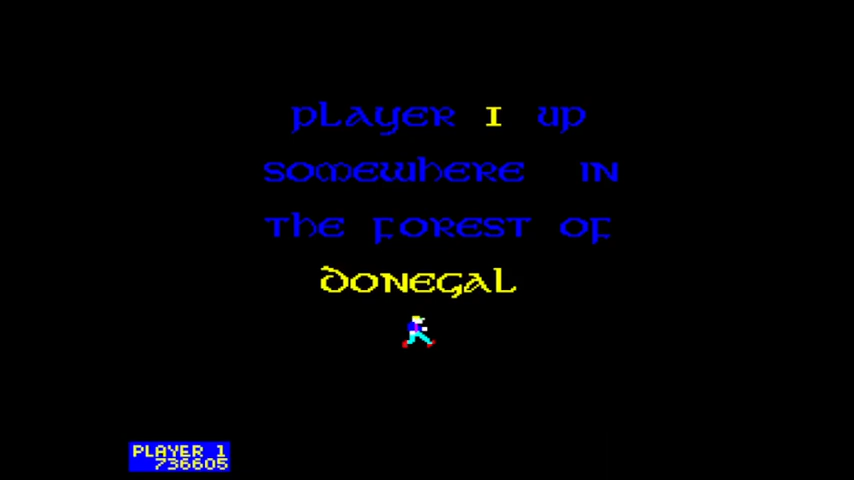 PLAYER I UP
SOMEWHERE IN
THE FOREST OF
DONEGAL
PLAYER 1
736605